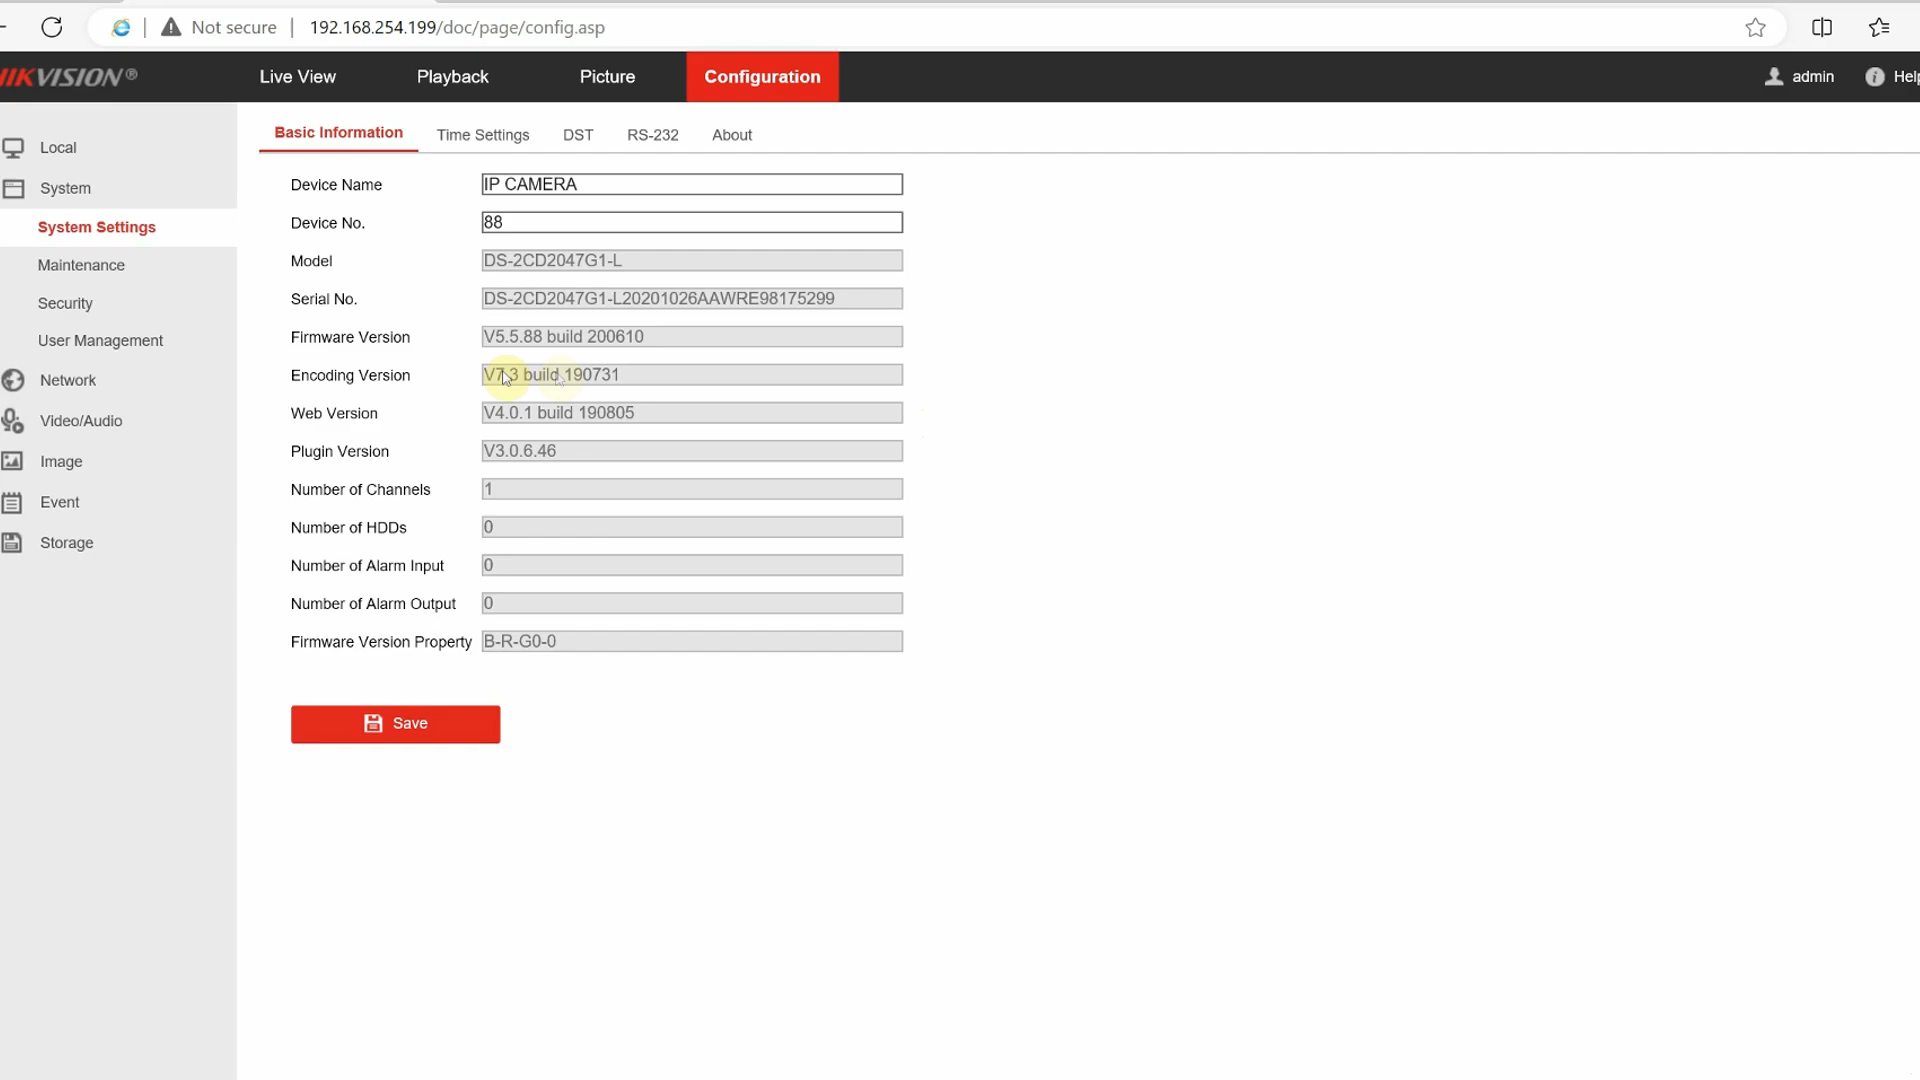 Not secure 192.168.254.199/doc/page/config.asp
HIKVISION® Live View Playback Picture Configuration admin Help
Basic Information Time Settings DST RS-232 About
Local
System
System Settings
Maintenance
Security
User Management
Network
Video/Audio
Image
Event
Storage
Device Name IP CAMERA
Device No. 88
Model DS-2CD2047G1-L
Serial No. DS-2CD2047G1-L20201026AAWRE98175299
Firmware Version V5.5.88 build 200610
Encoding Version V7.3 build 190731
Web Version V4.0.1 build 190805
Plugin Version V3.0.6.46
Number of Channels 1
Number of HDDs 0
Number of Alarm Input 0
Number of Alarm Output 0
Firmware Version Property B-R-G0-0
Save